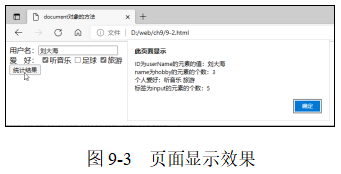 document对象的方法
文件 | D:/web/ch9/9-2.html
用户名：刘大海
爱 好：听音乐 足球 旅游
统计结果
此页面显示
ID为userName的元素的值：刘大海
name为hobby的元素的个数：3
个人爱好：听音乐 旅游
标签为input的元素的个数：5
确定
图 9-3 页面显示效果